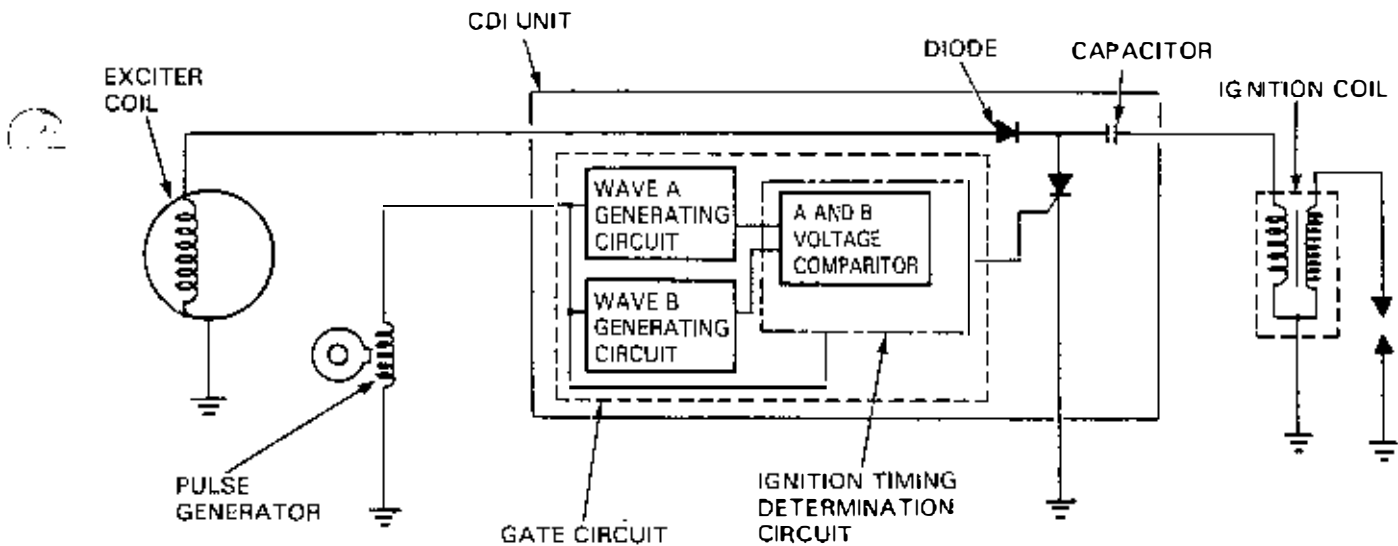 CDI UNIT
DIODE
CAPACITOR
EXCITER
COIL
IGNITION COIL
WAVE A
GENERATING
CIRCUIT
A AND B
VOLTAGE
COMPARITOR
WAVE B
GENERATING
CIRCUIT
PULSE
GENERATOR
GATE CIRCUIT
IGNITION TIMING
DETERMINATION
CIRCUIT